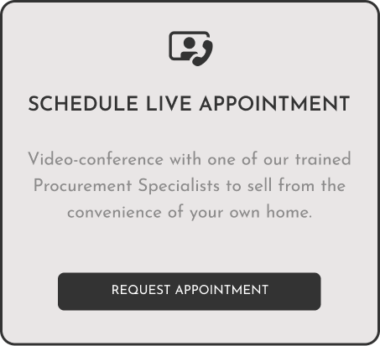 SCHEDULE LIVE APPOINTMENT
Video-conference with one of our trained
Procurement Specialists to sell from the
convenience of your own home.
REQUEST APPOINTMENT